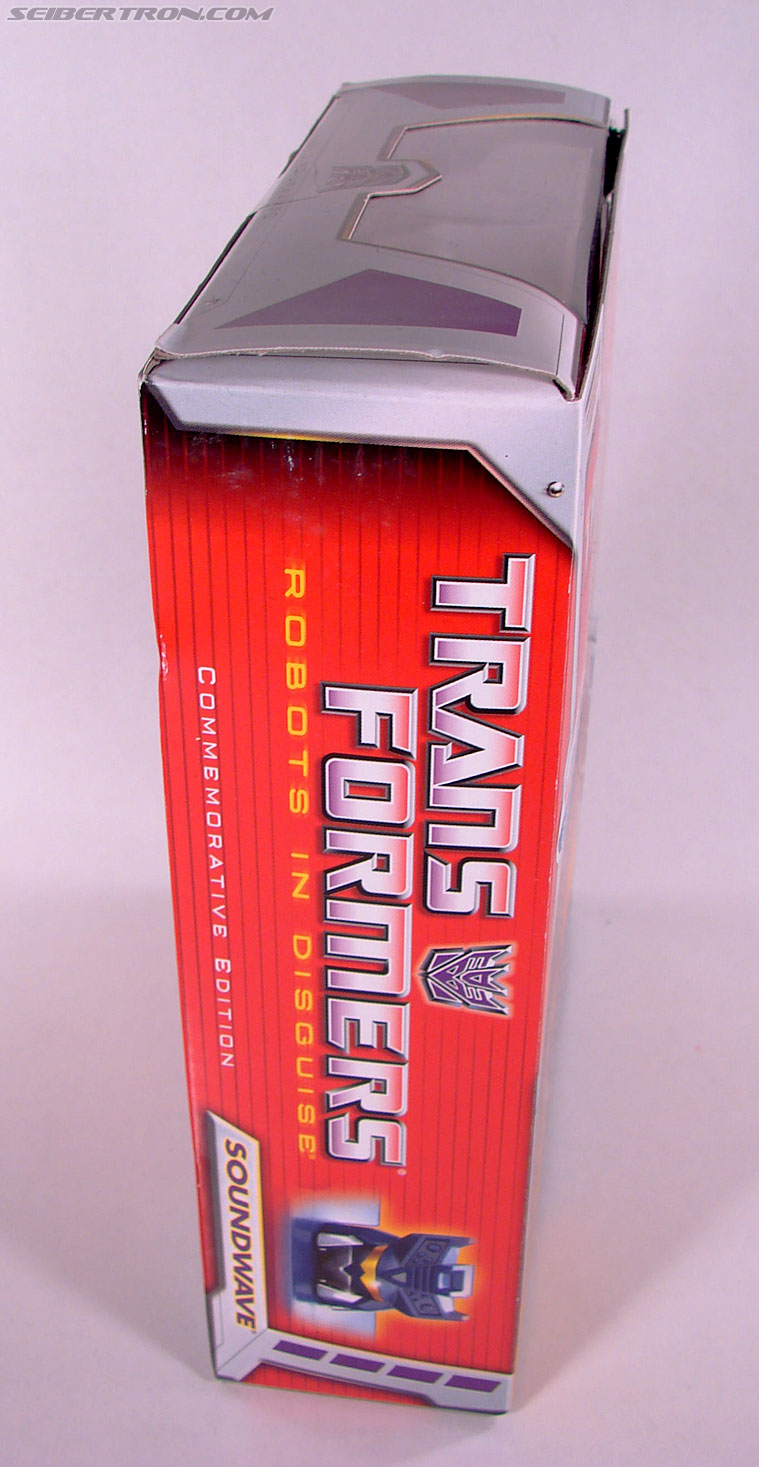 SEIBERTRON.COM
TRANS
FORMERS
ROBOTS IN DISGUISE
COMMEMORATIVE EDITION
SOUNDWAVE